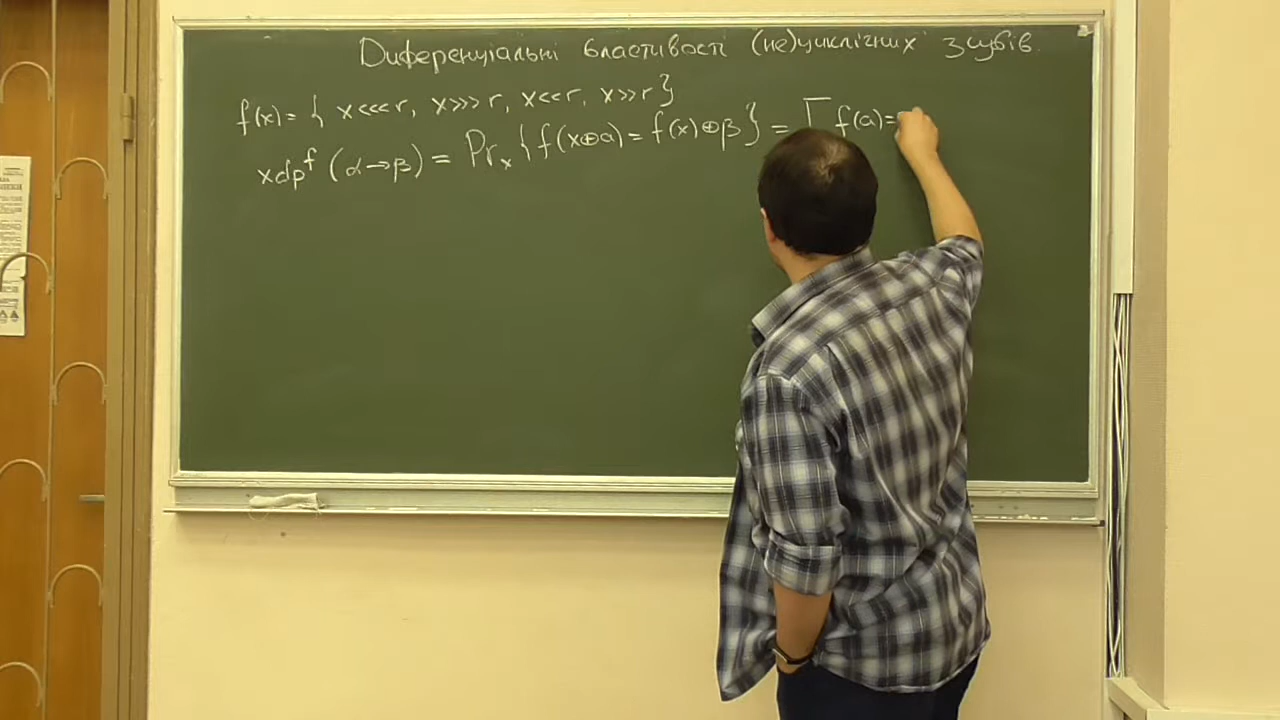 Диференціальні властивості (не)циклічних зсувів.
f(x) = { x<<<r, x>>>r, x<<r, x>>r }
xdp^f (α→β) = Pr_x { f(x⊕α) = f(x)⊕β } = [ f(α)=